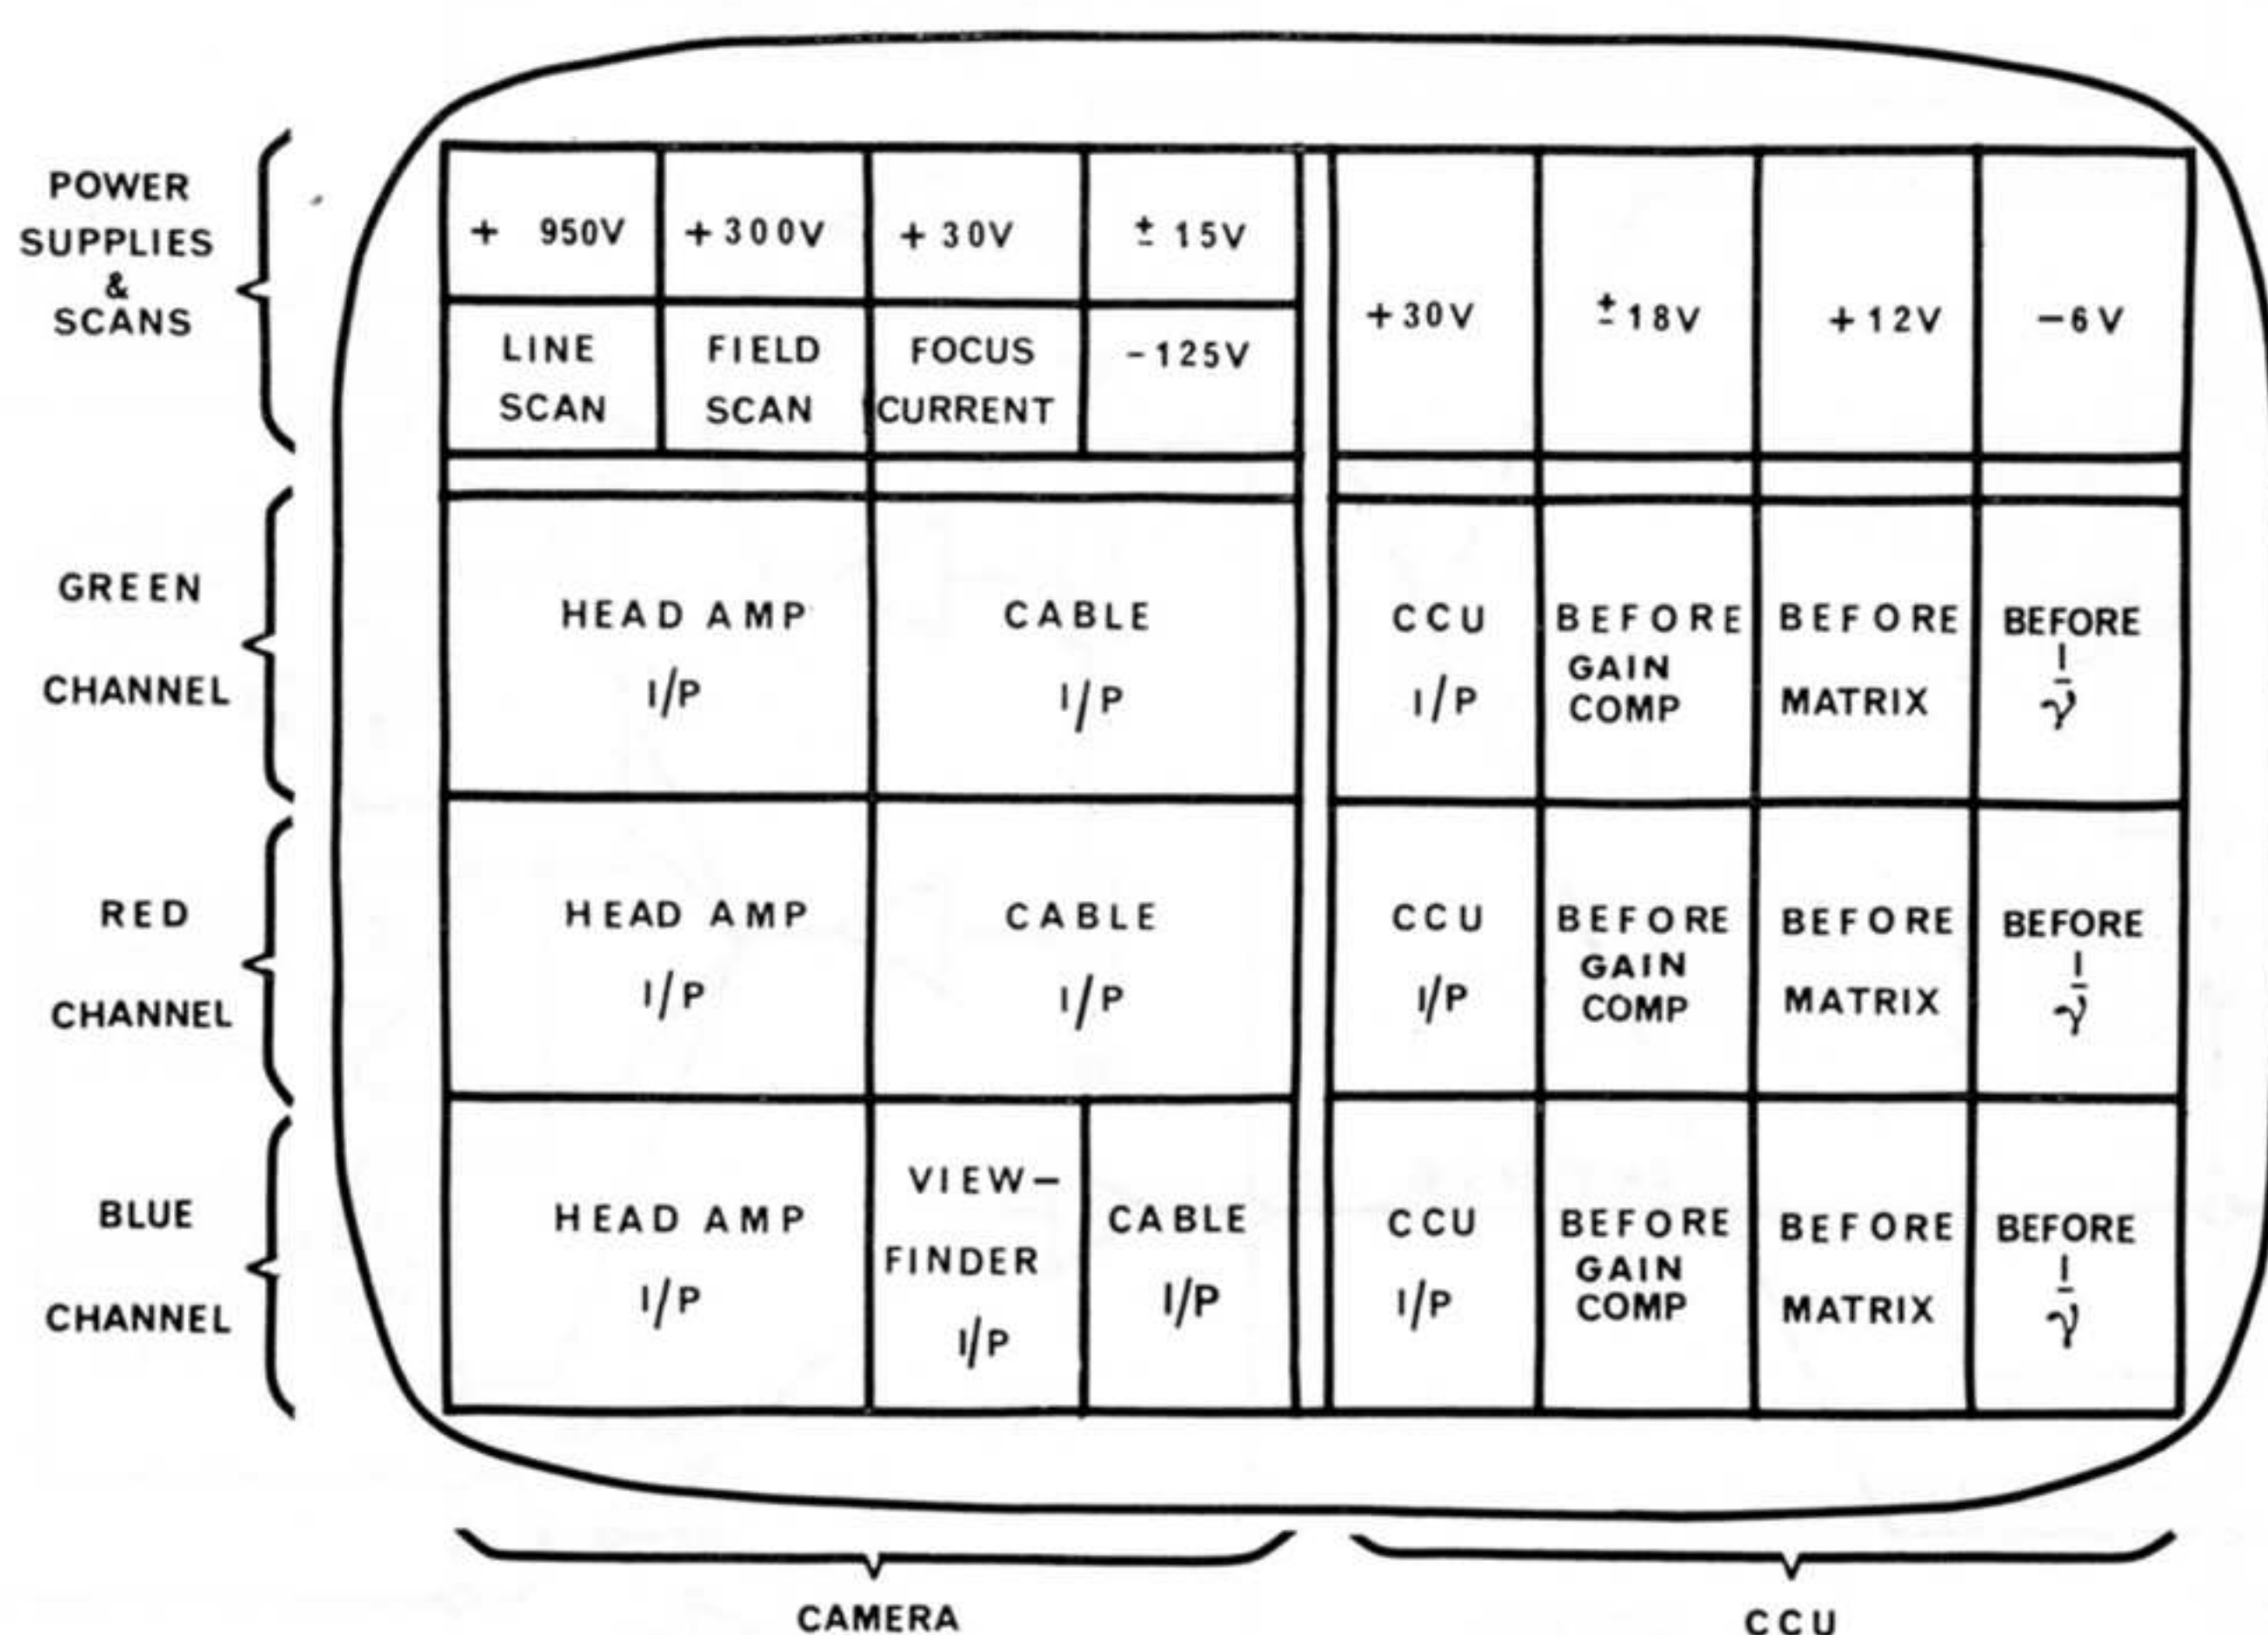 POWER
SUPPLIES
&
SCANS
+ 950V
+300V
+30V
± 15V
LINE
SCAN
FIELD
SCAN
FOCUS
CURRENT
-125V
+30V
±18V
+12V
-6V
GREEN
CHANNEL
HEAD AMP
I/P
CABLE
I/P
CCU
I/P
BEFORE
GAIN
COMP
BEFORE
MATRIX
BEFORE
1
γ
RED
CHANNEL
HEAD AMP
I/P
CABLE
I/P
CCU
I/P
BEFORE
GAIN
COMP
BEFORE
MATRIX
BEFORE
1
γ
BLUE
CHANNEL
HEAD AMP
I/P
VIEW-
FINDER
I/P
CABLE
I/P
CCU
I/P
BEFORE
GAIN
COMP
BEFORE
MATRIX
BEFORE
1
γ
CAMERA
CCU